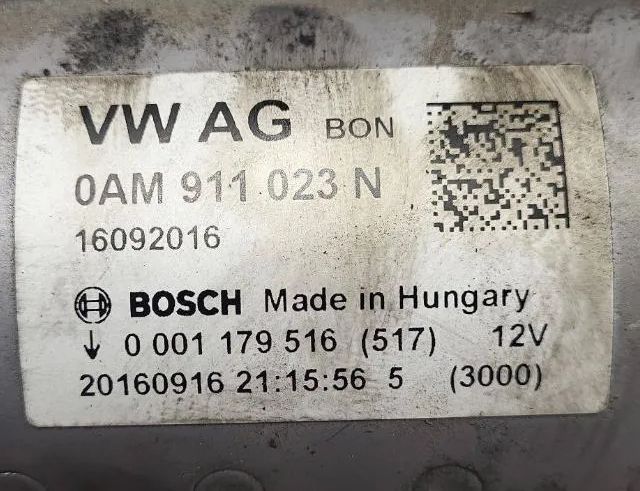 VW AG BON
0AM 911 023 N
16092016
BOSCH Made in Hungary
↓ 0 001 179 516 (517) 12V
20160916 21:15:56 5 (3000)